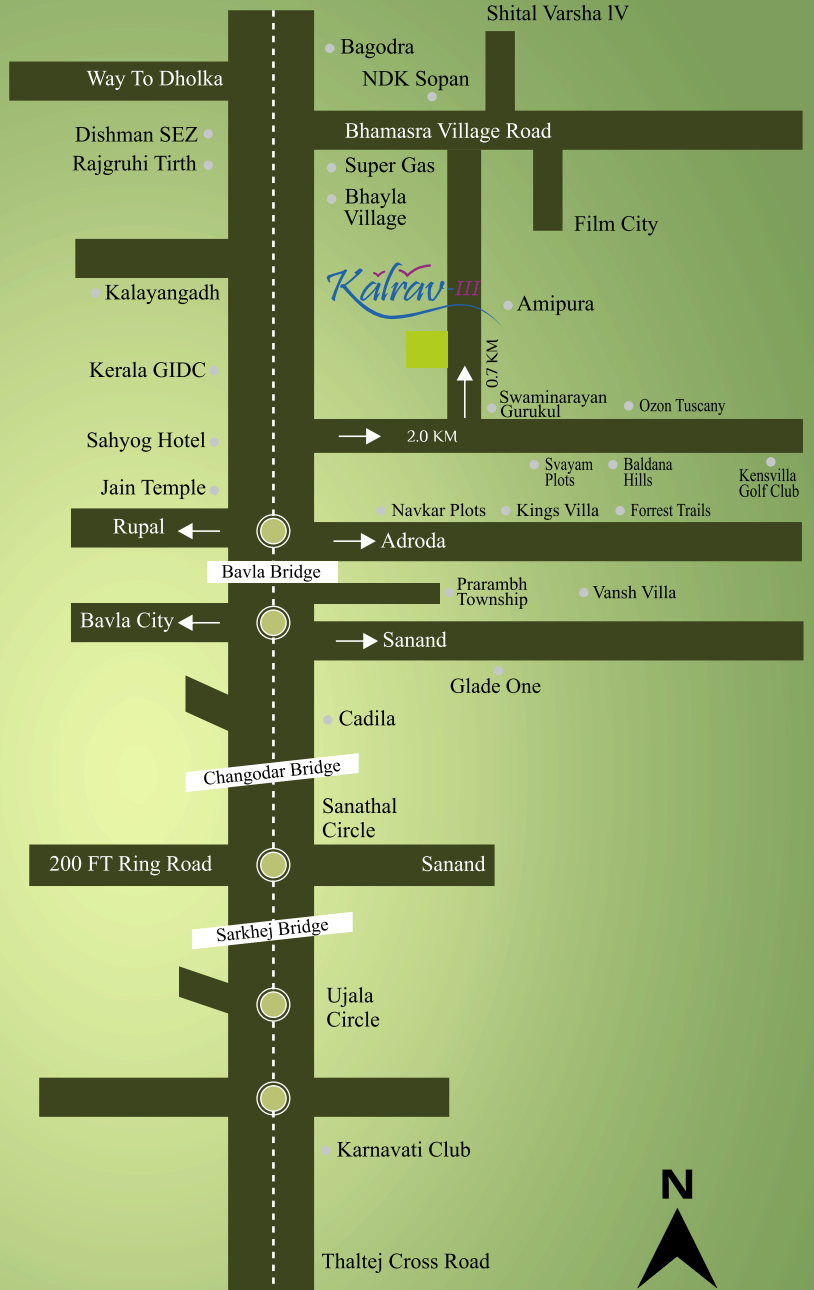 Shital Varsha lV
Bagodra
Way To Dholka
NDK Sopan
Dishman SEZ
Bhamasra Village Road
Rajgruhi Tirth
Super Gas
Bhayla
Village
Film City
Kalrav-III
Kalayangadh
Amipura
0.7 KM
Kerala GIDC
Swaminarayan
Gurukul
Ozon Tuscany
Sahyog Hotel
2.0 KM
Svayam
Plots
Baldana
Hills
Kensvilla
Golf Club
Jain Temple
Navkar Plots
Kings Villa
Forrest Trails
Rupal
Adroda
Bavla Bridge
Prarambh
Township
Vansh Villa
Bavla City
Sanand
Glade One
Cadila
Changodar Bridge
Sanathal
Circle
200 FT Ring Road
Sanand
Sarkhej Bridge
Ujala
Circle
Karnavati Club
N
Thaltej Cross Road